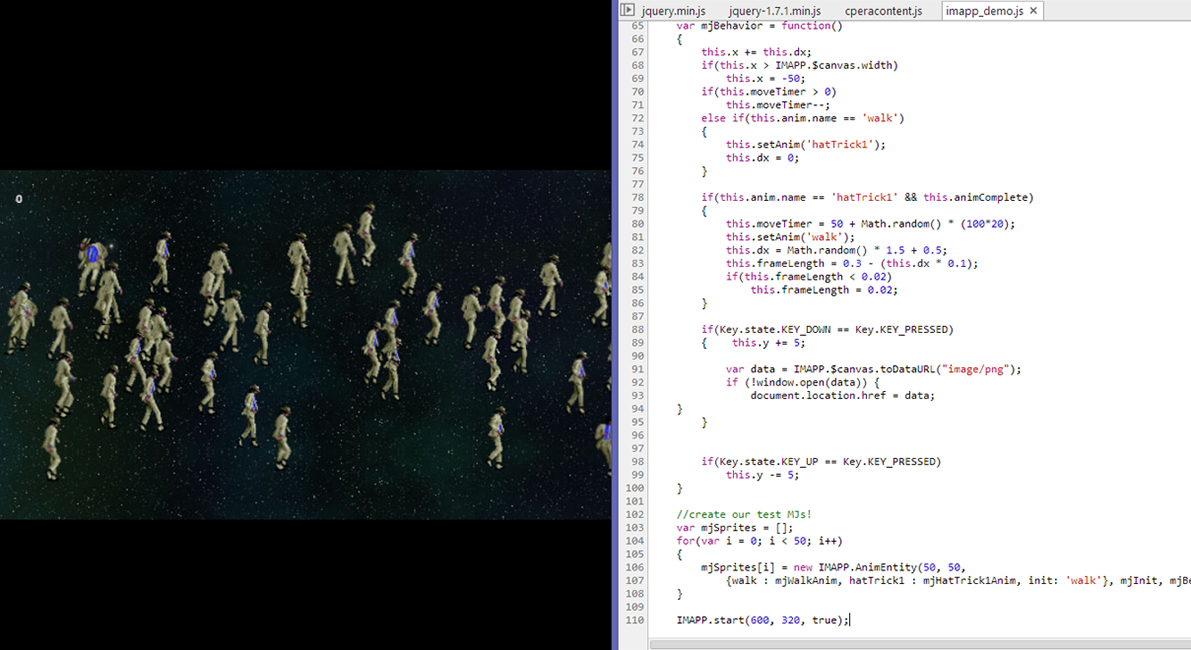 0
jquery.min.js jquery-1.7.1.min.js cperacontent.js imapp_demo.js ×
65 var mjBehavior = function()
66 {
67 this.x += this.dx;
68 if(this.x > IMAPP.$canvas.width)
69 this.x = -50;
70 if(this.moveTimer > 0)
71 this.moveTimer--;
72 else if(this.anim.name == 'walk')
73 {
74 this.setAnim('hatTrick1');
75 this.dx = 0;
76 }
77
78 if(this.anim.name == 'hatTrick1' && this.animComplete)
79 {
80 this.moveTimer = 50 + Math.random() * (100*20);
81 this.setAnim('walk');
82 this.dx = Math.random() * 1.5 + 0.5;
83 this.frameLength = 0.3 - (this.dx * 0.1);
84 if(this.frameLength < 0.02)
85 this.frameLength = 0.02;
86 }
87
88 if(Key.state.KEY_DOWN == Key.KEY_PRESSED)
89 { this.y += 5;
90
91 var data = IMAPP.$canvas.toDataURL("image/png");
92 if (!window.open(data)) {
93 document.location.href = data;
94 }
95 }
96
97
98 if(Key.state.KEY_UP == Key.KEY_PRESSED)
99 this.y -= 5;
100 }
101
102 //create our test MJs!
103 var mjSprites = [];
104 for(var i = 0; i < 50; i++)
105 {
106 mjSprites[i] = new IMAPP.AnimEntity(50, 50,
107 {walk : mjWalkAnim, hatTrick1 : mjHatTrick1Anim, init: 'walk'}, mjInit, mjBe
108 }
109
110 IMAPP.start(600, 320, true);